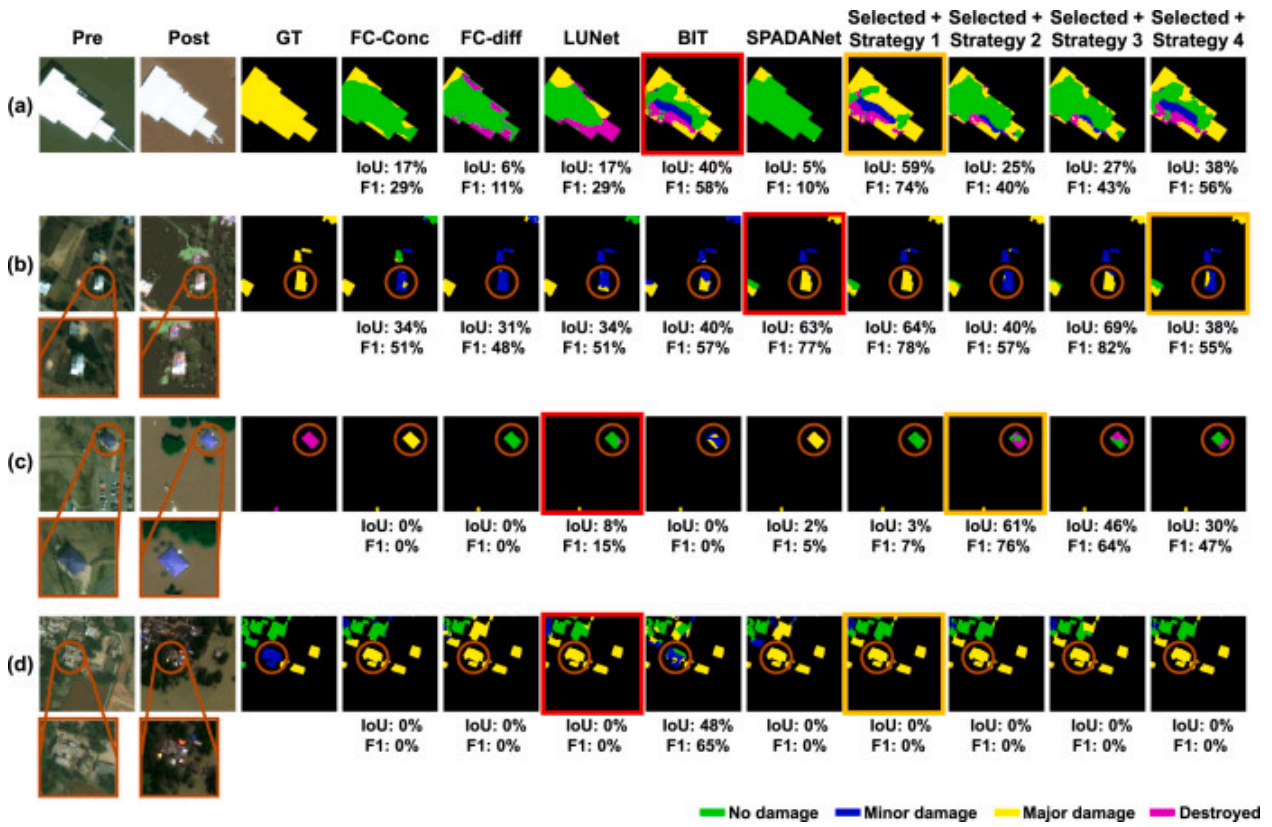 Pre Post GT FC-Conc FC-diff LUNet BIT SPADANet Selected + Strategy 1 Selected + Strategy 2 Selected + Strategy 3 Selected + Strategy 4
(a)
IoU: 17% IoU: 6% IoU: 17% IoU: 40% IoU: 5% IoU: 59% IoU: 25% IoU: 27% IoU: 38%
F1: 29% F1: 11% F1: 29% F1: 58% F1: 10% F1: 74% F1: 40% F1: 43% F1: 56%
(b)
IoU: 34% IoU: 31% IoU: 34% IoU: 40% IoU: 63% IoU: 64% IoU: 40% IoU: 69% IoU: 38%
F1: 51% F1: 48% F1: 51% F1: 57% F1: 77% F1: 78% F1: 57% F1: 82% F1: 55%
(c)
IoU: 0% IoU: 0% IoU: 8% IoU: 0% IoU: 2% IoU: 3% IoU: 61% IoU: 46% IoU: 30%
F1: 0% F1: 0% F1: 15% F1: 0% F1: 5% F1: 7% F1: 76% F1: 64% F1: 47%
(d)
IoU: 0% IoU: 0% IoU: 0% IoU: 48% IoU: 0% IoU: 0% IoU: 0% IoU: 0% IoU: 0%
F1: 0% F1: 0% F1: 0% F1: 65% F1: 0% F1: 0% F1: 0% F1: 0% F1: 0%
No damage Minor damage Major damage Destroyed